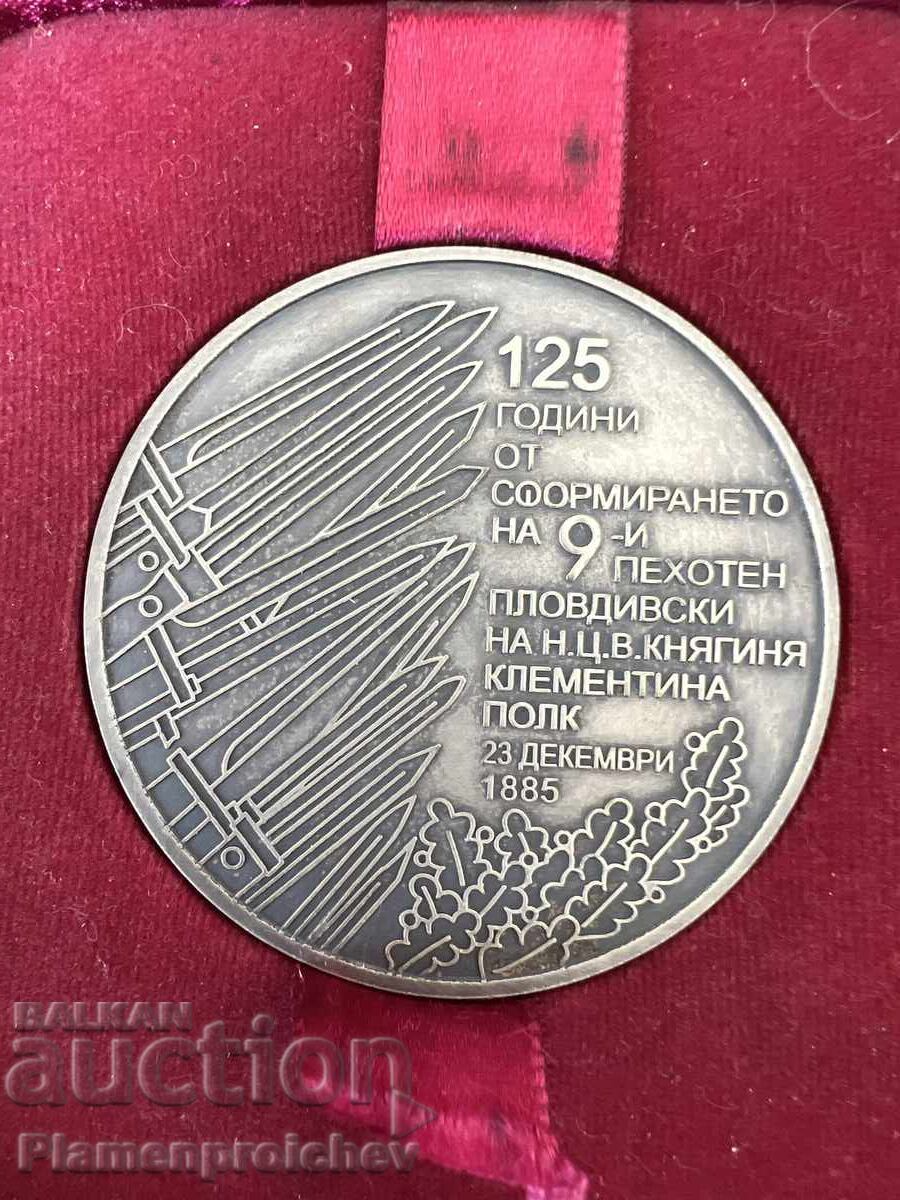 125
ГОДИНИ
ОТ
СФОРМИРАНЕТО
НА 9-И
ПЕХОТЕН
ПЛОВДИВСКИ
НА Н.Ц.В.КНЯГИНЯ
КЛЕМЕНТИНА
ПОЛК
23 ДЕКЕМВРИ
1885
BALKAN
auction
Plamenproichev